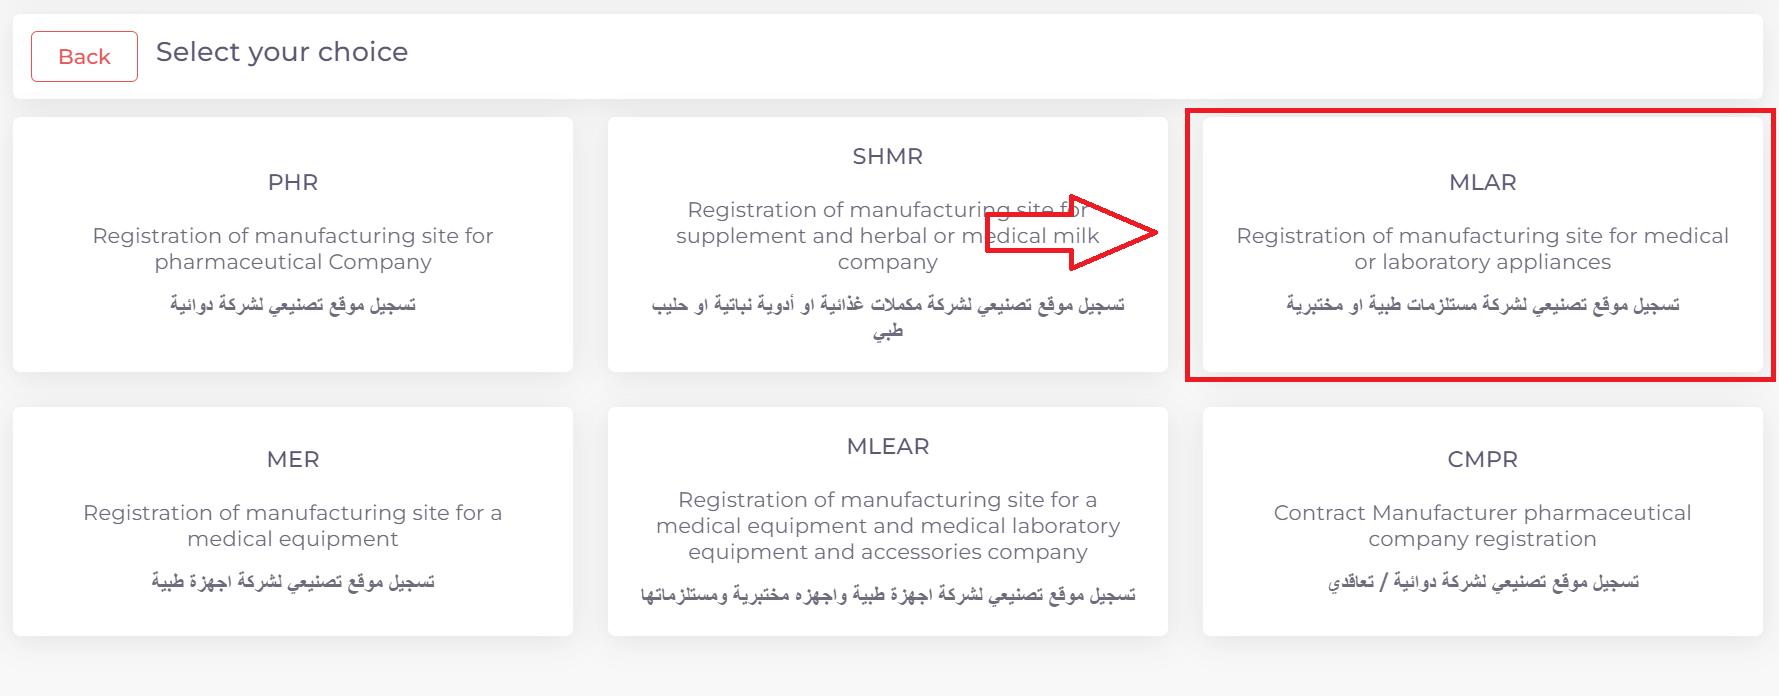 Back
Select your choice
PHR
Registration of manufacturing site for
pharmaceutical Company
تسجيل موقع تصنيعي لشركة دوائية
SHMR
Registration of manufacturing site for
supplement and herbal or medical milk
company
تسجيل موقع تصنيعي لشركة مكملات غذائية او أدوية نباتية او حليب
طبي
MLAR
Registration of manufacturing site for medical
or laboratory appliances
تسجيل موقع تصنيعي لشركة مستلزمات طبية او مختبرية
MER
Registration of manufacturing site for a
medical equipment
تسجيل موقع تصنيعي لشركة اجهزة طبية
MLEAR
Registration of manufacturing site for a
medical equipment and medical laboratory
equipment and accessories company
تسجيل موقع تصنيعي لشركة اجهزة طبية واجهزه مختبرية ومستلزماتها
CMPR
Contract Manufacturer pharmaceutical
company registration
تسجيل موقع تصنيعي لشركة دوائية / تعاقدي